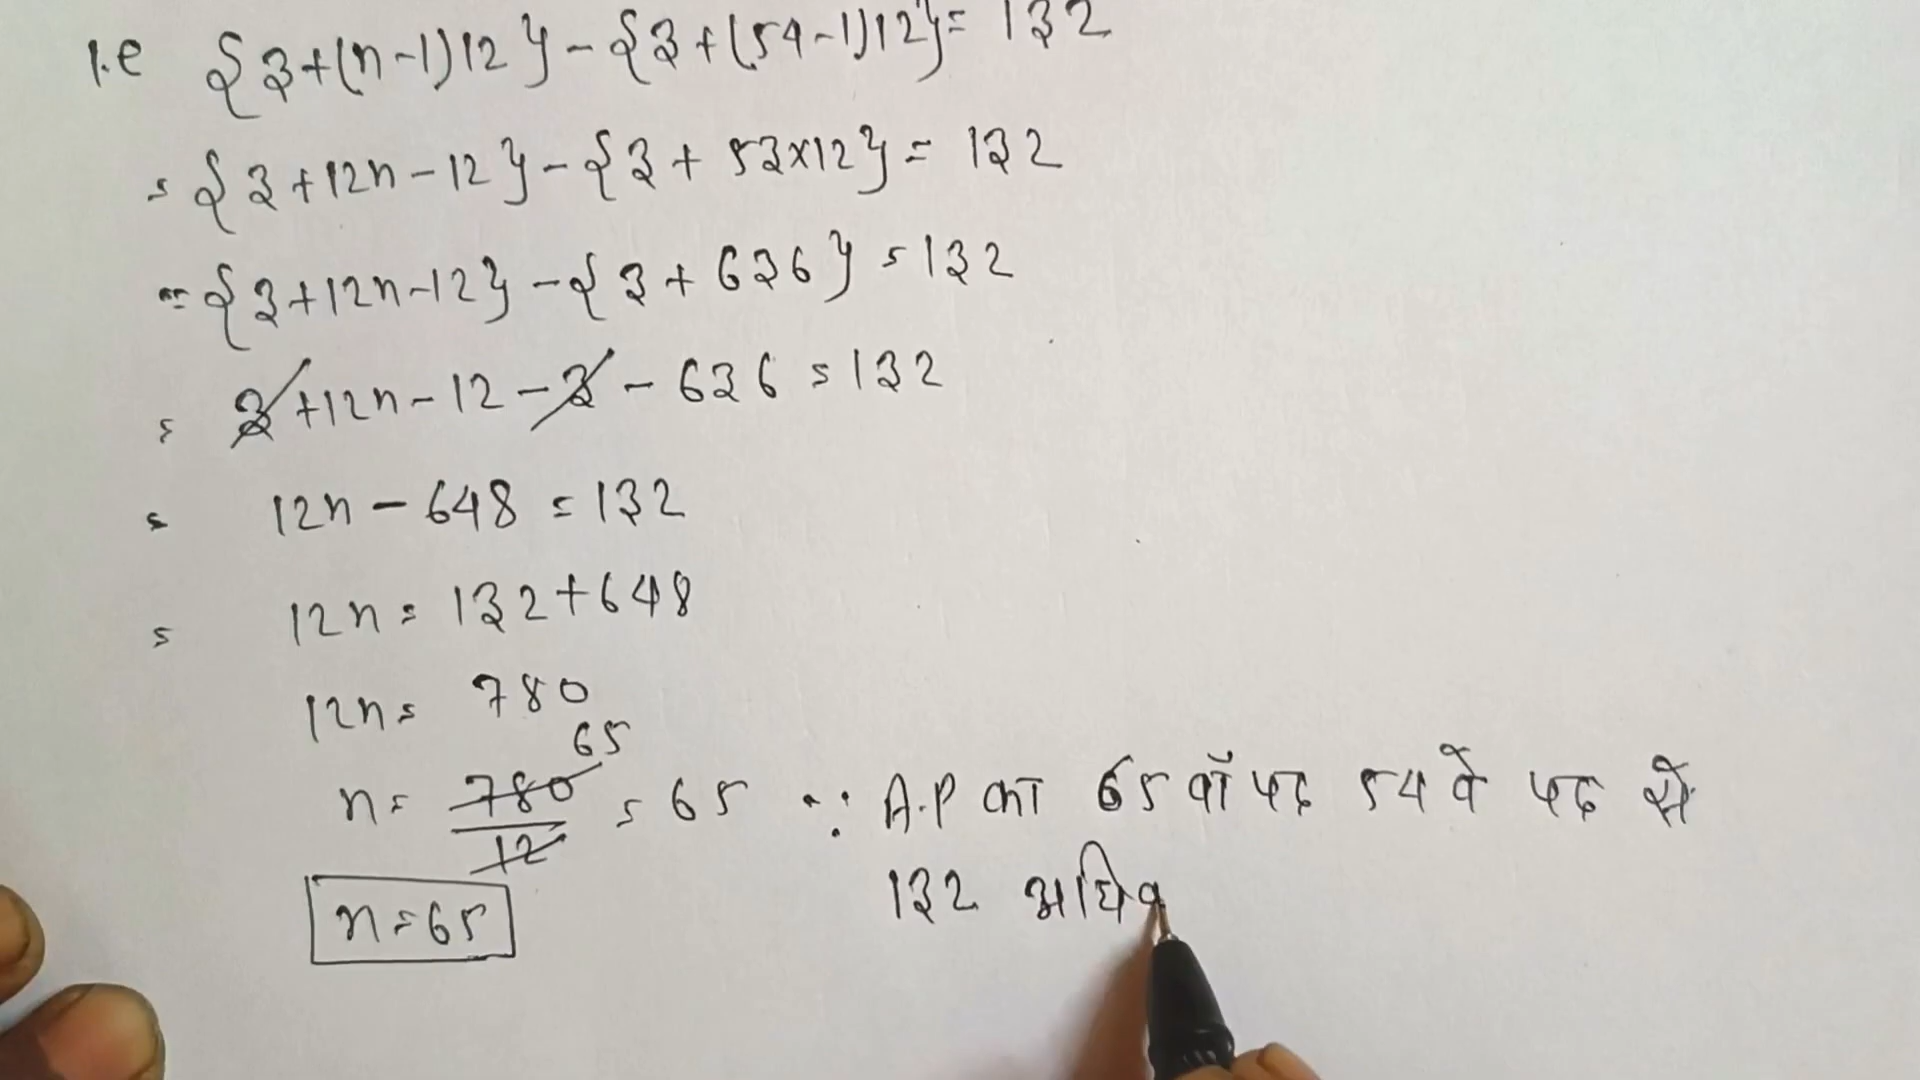 i.e {3+(n-1)12} - {3+(54-1)12} = 132
= {3+12n-12} - {3+53×12} = 132
= {3+12n-12} - {3+636} = 132
= 3+12n-12-3-636 = 132
= 12n-648 = 132
= 12n = 132+648
12n = 780
65
n = 780/12 = 65 ∵ A.P का 65 वाँ पद 54 वें पद से
132 अधिक
n=65